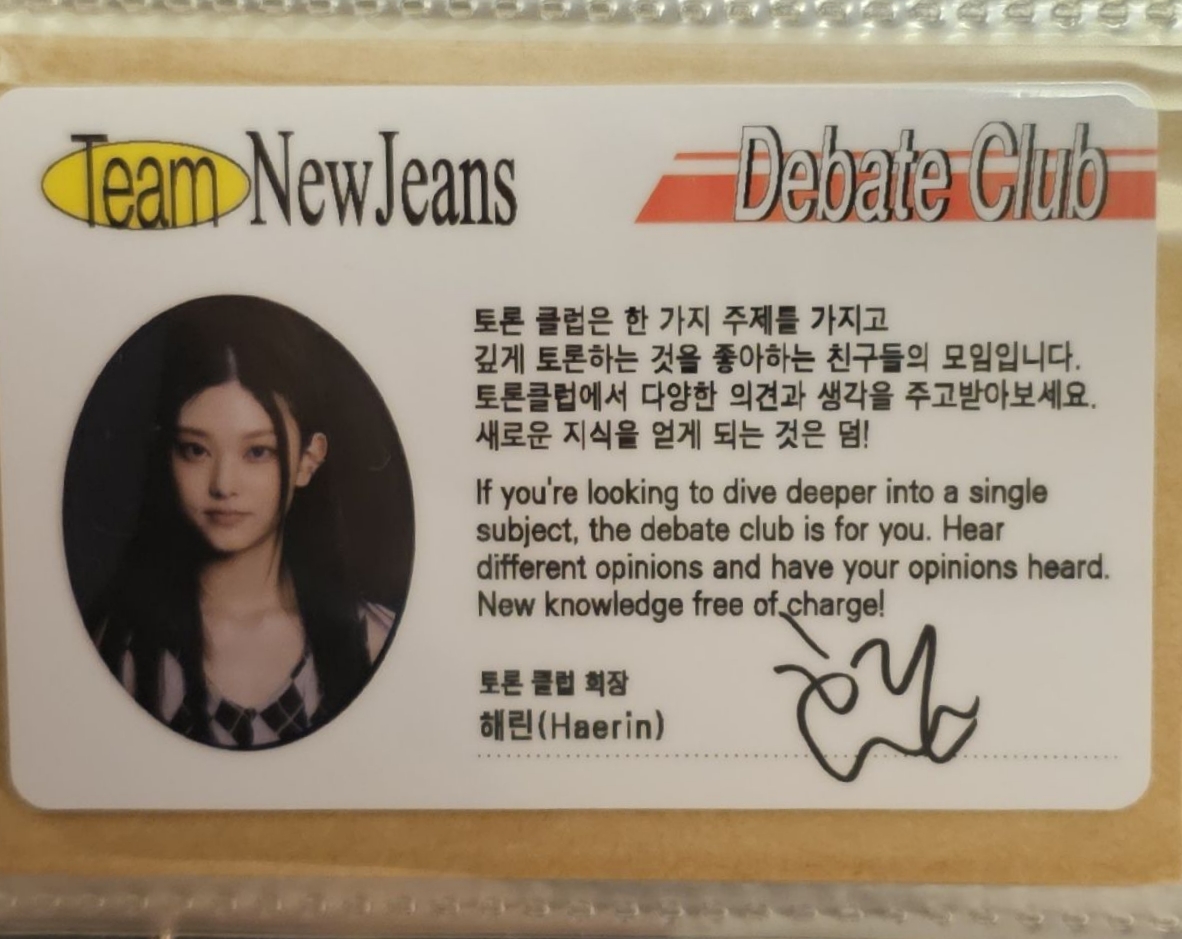 Team NewJeans
Debate Club
토론 클럽은 한 가지 주제를 가지고
깊게 토론하는 것을 좋아하는 친구들의 모임입니다.
토론클럽에서 다양한 의견과 생각을 주고받아보세요.
새로운 지식을 얻게 되는 것은 덤!
If you're looking to dive deeper into a single
subject, the debate club is for you. Hear
different opinions and have your opinions heard.
New knowledge free of charge!
토론 클럽 회장
해린(Haerin)